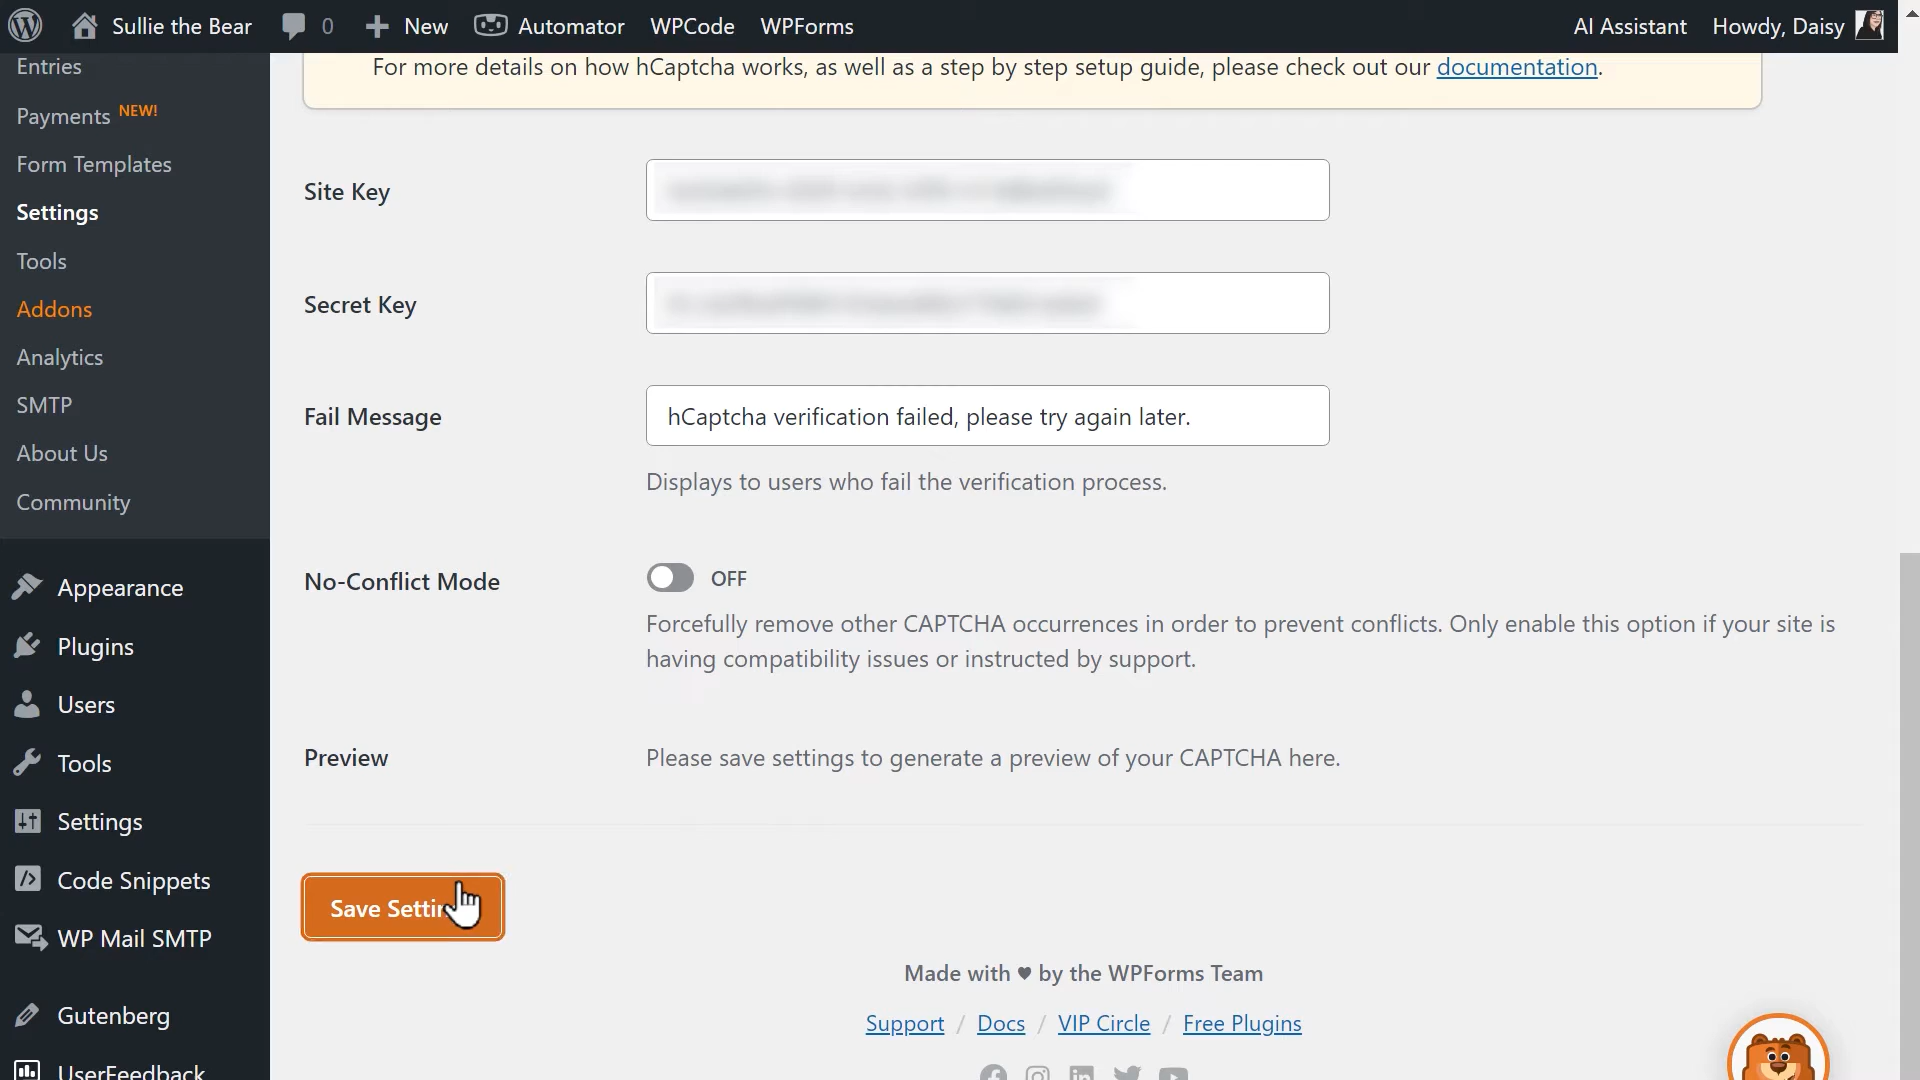 Sullie the Bear 0 New Automator WPCode WPForms AI Assistant Howdy, Daisy
Entries
Payments NEW!
Form Templates
Settings
Tools
Addons
Analytics
SMTP
About Us
Community
Appearance
Plugins
Users
Tools
Settings
Code Snippets
WP Mail SMTP
Gutenberg
UserFeedback
For more details on how hCaptcha works, as well as a step by step setup guide, please check out our documentation.
Site Key
Secret Key
Fail Message hCaptcha verification failed, please try again later.
Displays to users who fail the verification process.
No-Conflict Mode OFF
Forcefully remove other CAPTCHA occurrences in order to prevent conflicts. Only enable this option if your site is
having compatibility issues or instructed by support.
Preview Please save settings to generate a preview of your CAPTCHA here.
Save Settin
Made with ♥ by the WPForms Team
Support / Docs / VIP Circle / Free Plugins